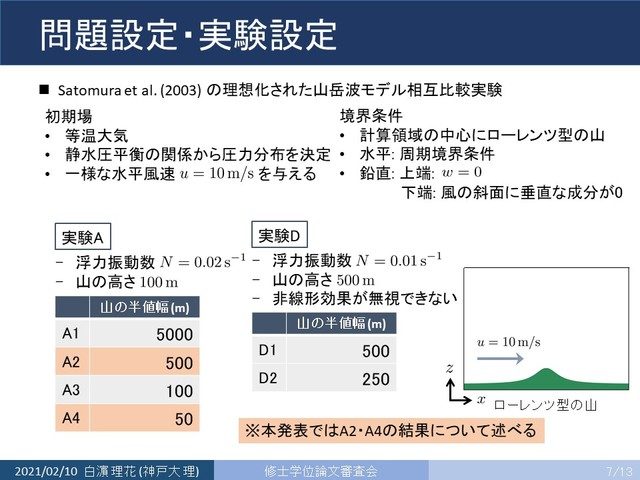 問題設定・実験設定
■ Satomura et al. (2003) の理想化された山岳波モデル相互比較実験
初期場
• 等温大気
• 静水圧平衡の関係から圧力分布を決定
• 一様な水平風速 u = 10 m/s を与える
境界条件
• 計算領域の中心にローレンツ型の山
• 水平: 周期境界条件
• 鉛直: 上端: w = 0
下端: 風の斜面に垂直な成分が0
実験A
− 浮力振動数 N = 0.02 s⁻¹
− 山の高さ 100 m
山の半値幅(m)
A1 5000
A2 500
A3 100
A4 50
実験D
− 浮力振動数 N = 0.01 s⁻¹
− 山の高さ 500 m
− 非線形効果が無視できない
山の半値幅(m)
D1 500
D2 250
u = 10 m/s
z
x
ローレンツ型の山
※本発表ではA2・A4の結果について述べる
2021/02/10 白濵理花(神戸大理)
修士学位論文審査会
7/13